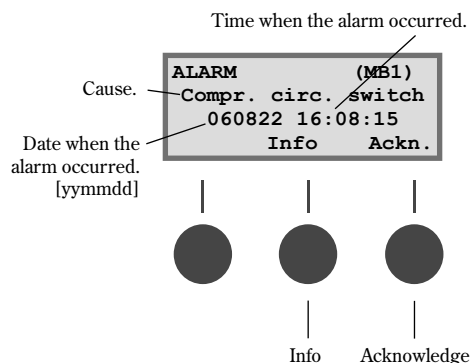 Time when the alarm occurred.
ALARM (MB1)
Cause.
Compr. circ. switch
060822 16:08:15
Date when the
alarm occurred.
[yymmdd]
Info Ackn.
Info Acknowledge